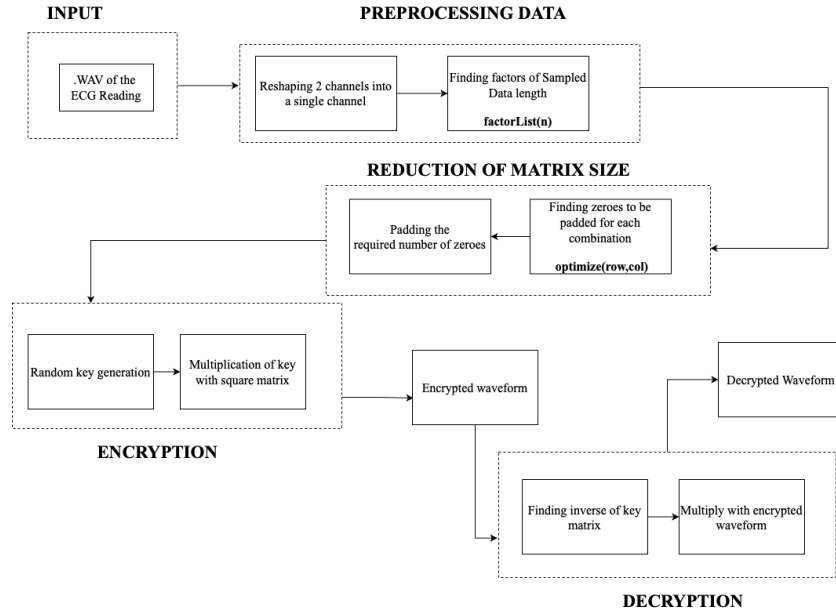 INPUT
PREPROCESSING DATA
.WAV of the
ECG Reading
Reshaping 2 channels into
a single channel
Finding factors of Sampled
Data length
factorList(n)
REDUCTION OF MATRIX SIZE
Padding the
required number of zeroes
Finding zeroes to be
padded for each
combination
optimize(row,col)
Random key generation
Multiplication of key
with square matrix
Encrypted waveform
Decrypted Waveform
ENCRYPTION
Finding inverse of key
matrix
Multiply with encrypted
waveform
DECRYPTION